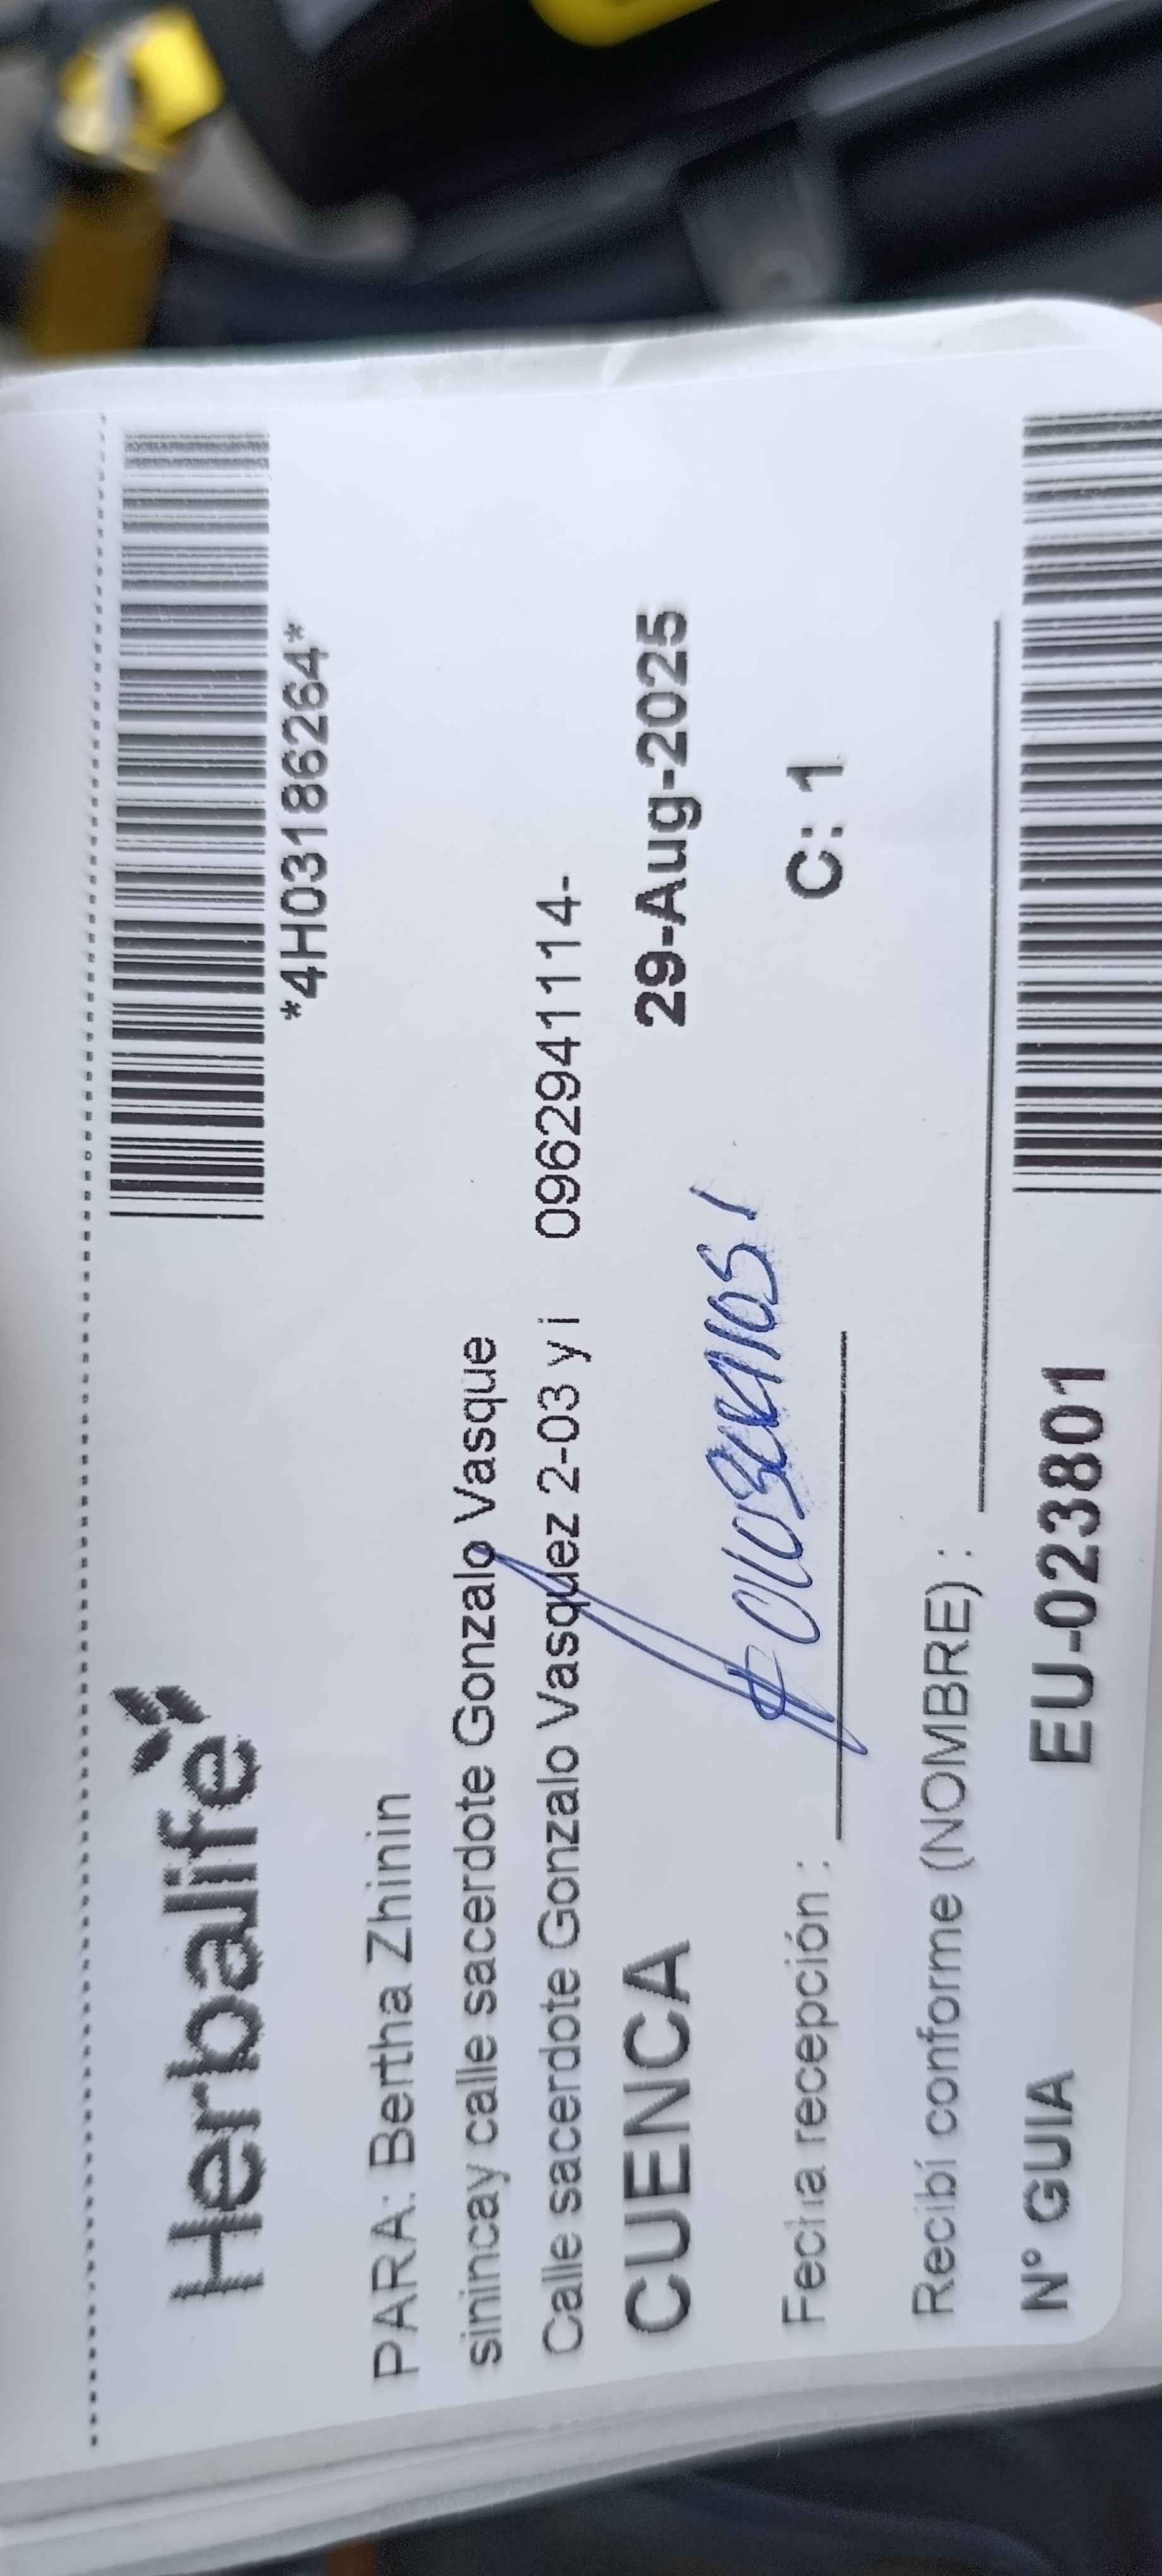 Herbalife
*4H03186264*
PARA: Bertha Zhinin
sinincay calle sacerdote Gonzalo Vasque
Calle sacerdote Gonzalo Vasquez 2-03 y i 0962941114-
CUENCA 29-Aug-2025
Fecha recepción : C: 1
Recibí conforme (NOMBRE) :
N° GUIA EU-023801